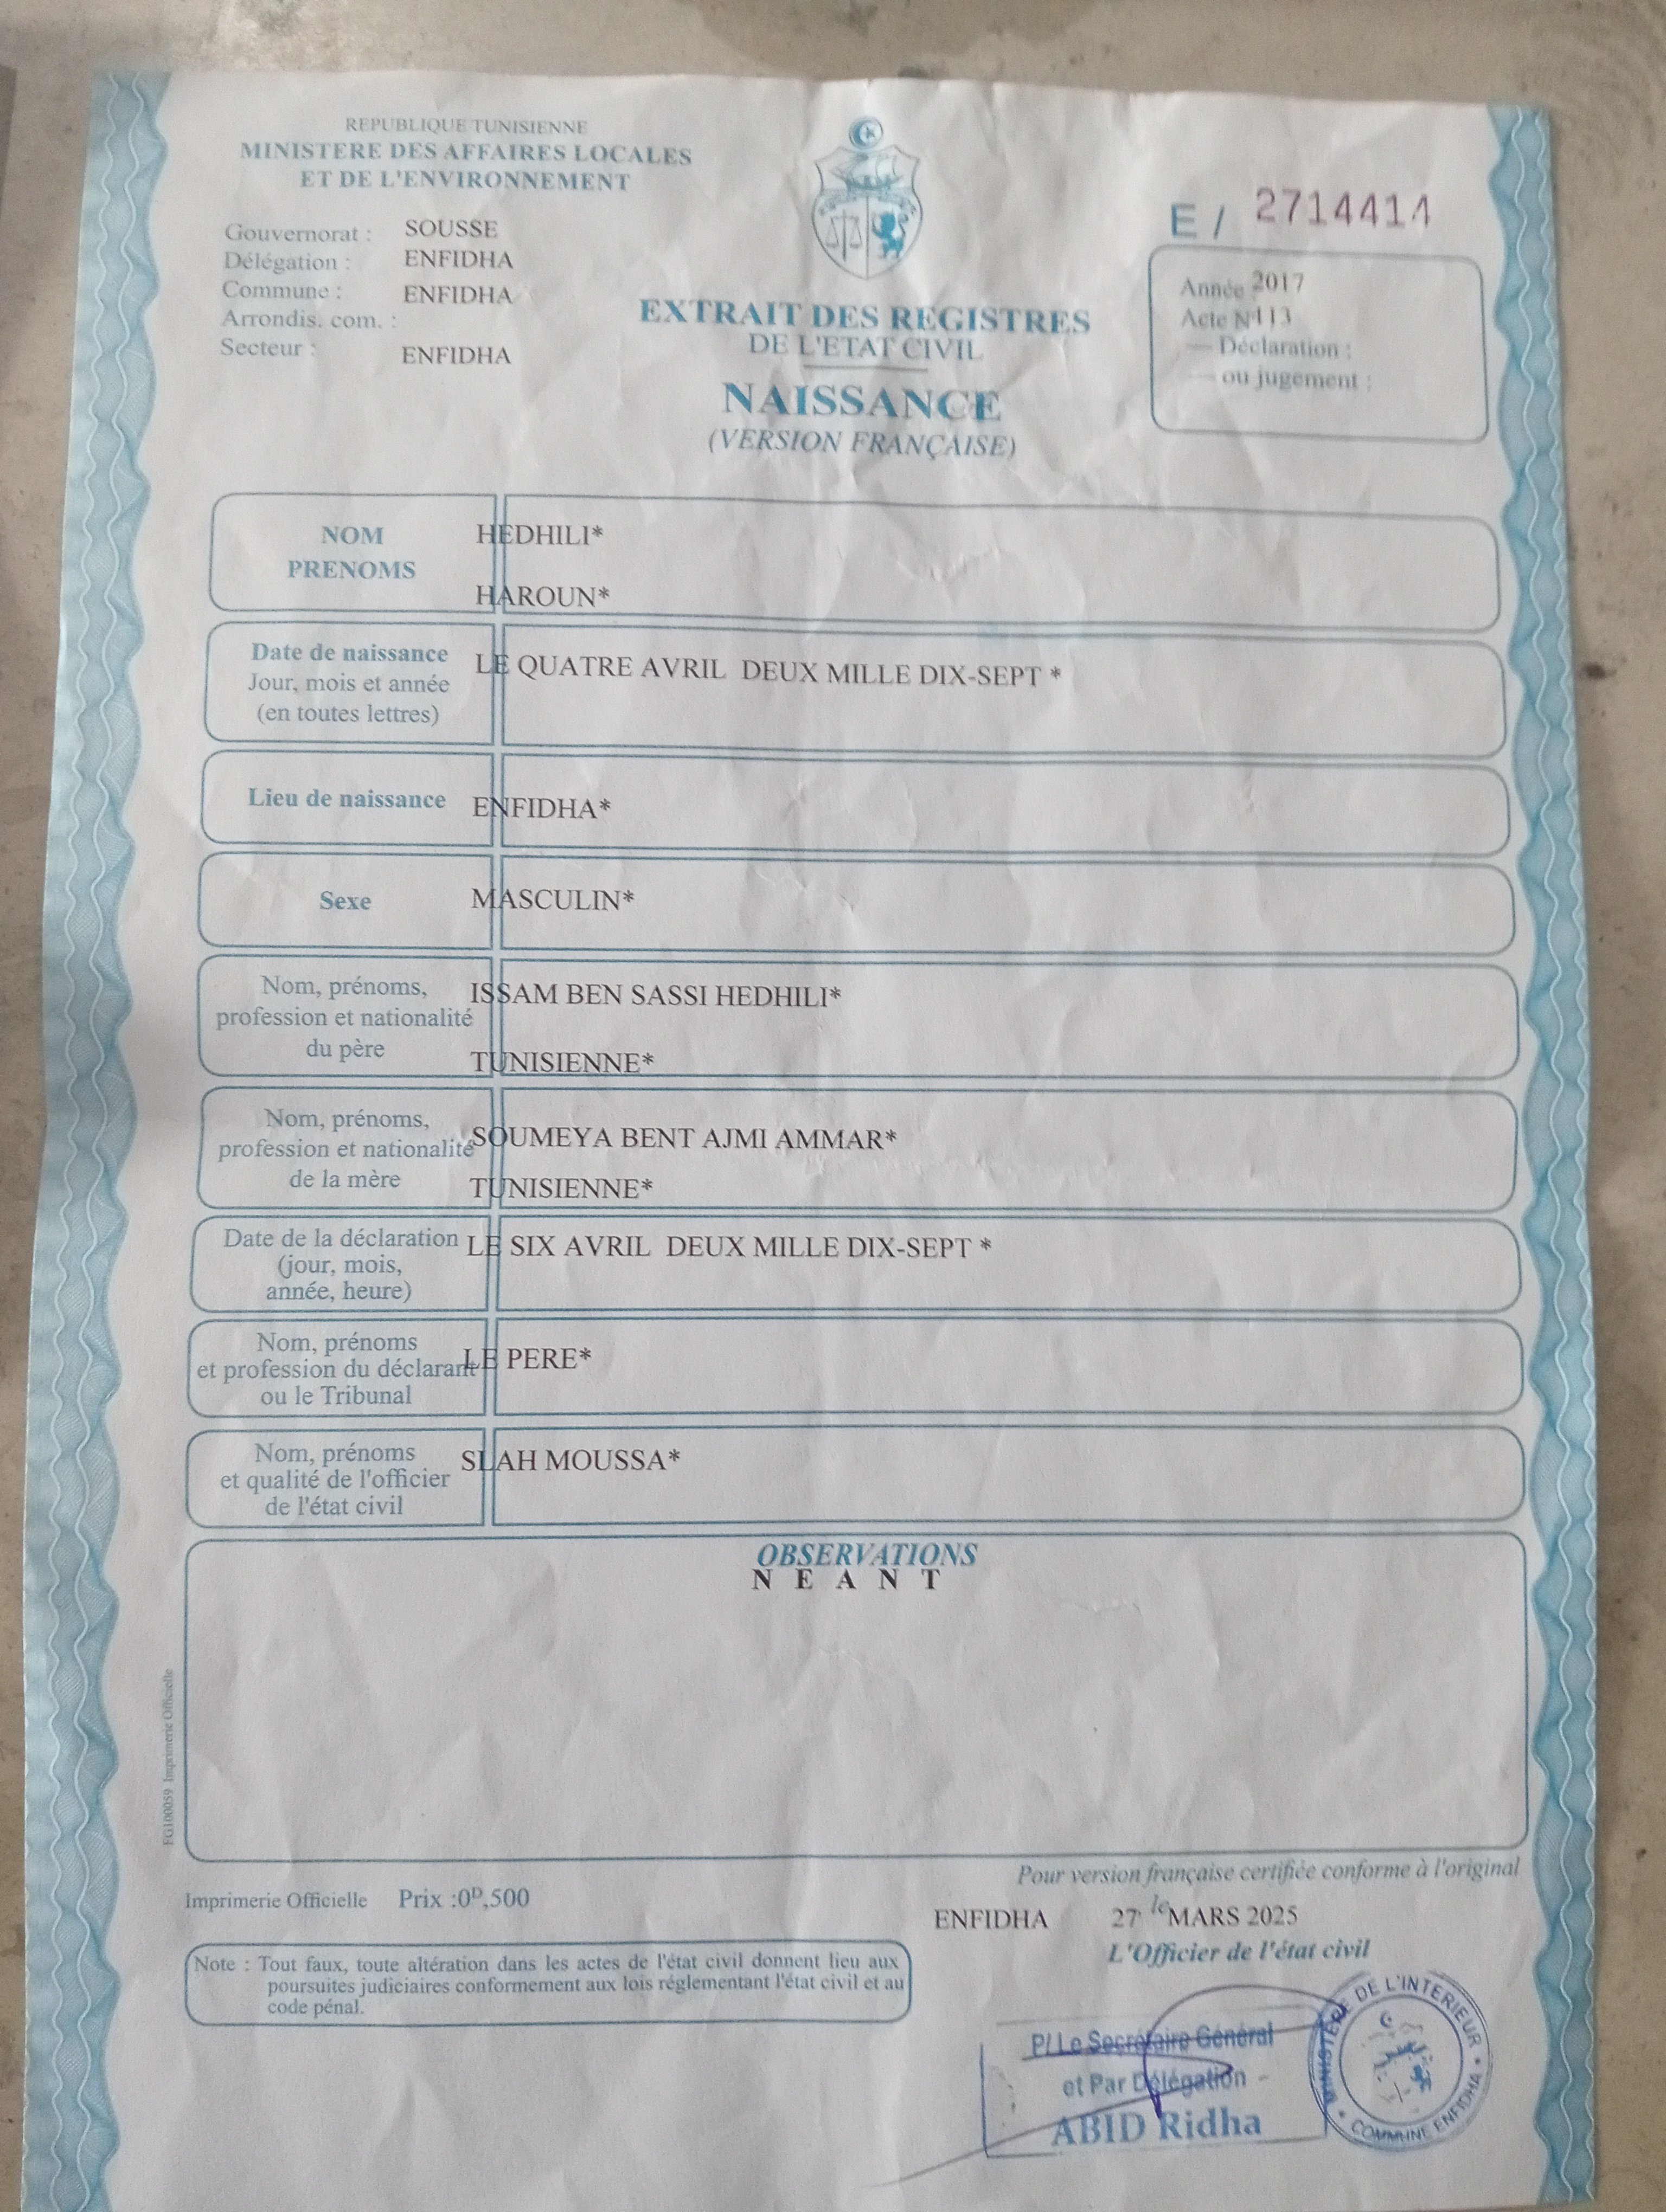 REPUBLIQUE TUNISIENNE
MINISTERE DES AFFAIRES LOCALES
ET DE L'ENVIRONNEMENT
Gouvernorat : SOUSSE
Délégation : ENFIDHA
Commune : ENFIDHA
Arrondis. com. :
Secteur : ENFIDHA
E / 2714414
Année 2017
Acte N°113
— Déclaration :
— ou jugement :
EXTRAIT DES REGISTRES
DE L'ETAT CIVIL
NAISSANCE
(VERSION FRANÇAISE)
NOM
PRENOMS
HEDHILI*
HAROUN*
Date de naissance
Jour, mois et année
(en toutes lettres)
LE QUATRE AVRIL DEUX MILLE DIX-SEPT *
Lieu de naissance
ENFIDHA*
Sexe
MASCULIN*
Nom, prénoms,
profession et nationalité
du père
ISSAM BEN SASSI HEDHILI*
TUNISIENNE*
Nom, prénoms,
profession et nationalité
de la mère
SOUMEYA BENT AJMI AMMAR*
TUNISIENNE*
Date de la déclaration
(jour, mois,
année, heure)
LE SIX AVRIL DEUX MILLE DIX-SEPT *
Nom, prénoms
et profession du déclarant
ou le Tribunal
LE PERE*
Nom, prénoms
et qualité de l'officier
de l'état civil
SLAH MOUSSA*
OBSERVATIONS
N E A N T
FG100059 Imprimerie Officielle
Imprimerie Officielle Prix :0ᴰ,500
Note : Tout faux, toute altération dans les actes de l'état civil donnent lieu aux
poursuites judiciaires conformement aux lois réglementant l'état civil et au
code pénal.
Pour version française certifiée conforme à l'original
ENFIDHA le 27 MARS 2025
L'Officier de l'état civil
P/ Le Secrétaire Général
et Par Délégation
ABID Ridha
MINISTERE DE L'INTERIEUR
COMMUNE ENFIDHA